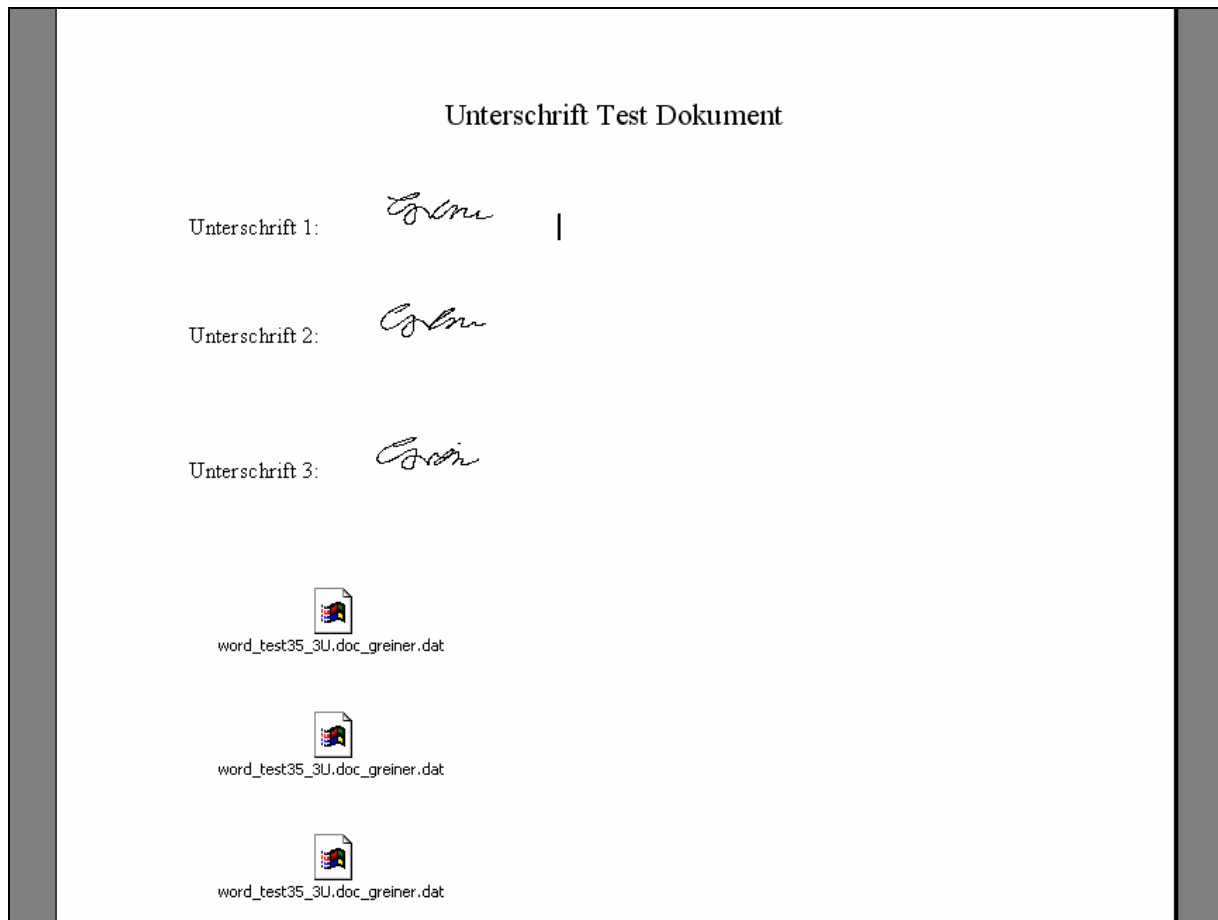 Unterschrift Test Dokument
Unterschrift 1:
Unterschrift 2:
Unterschrift 3:
word_test35_3U.doc_greiner.dat
word_test35_3U.doc_greiner.dat
word_test35_3U.doc_greiner.dat